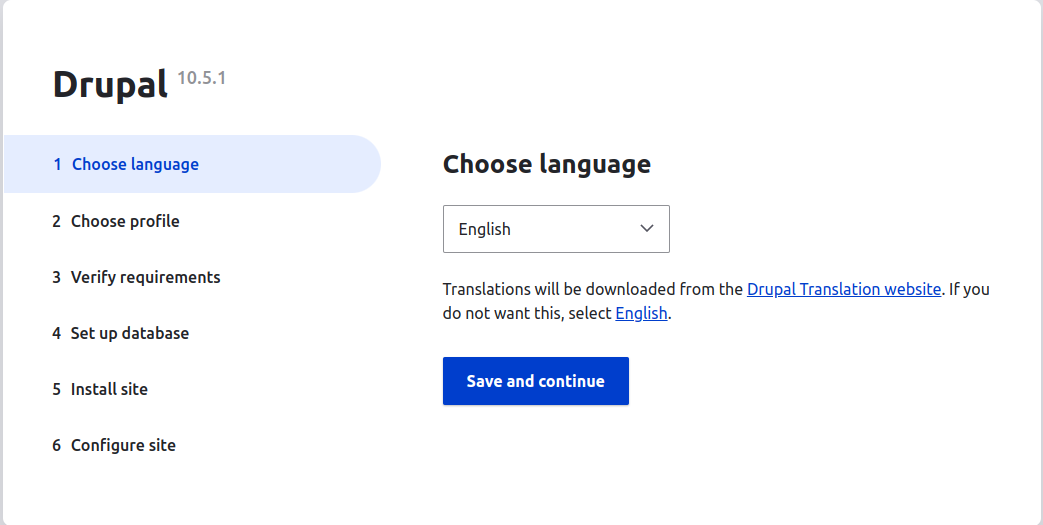 Drupal 10.5.1
1 Choose language
2 Choose profile
3 Verify requirements
4 Set up database
5 Install site
6 Configure site
Choose language
English
Translations will be downloaded from the Drupal Translation website. If you
do not want this, select English.
Save and continue